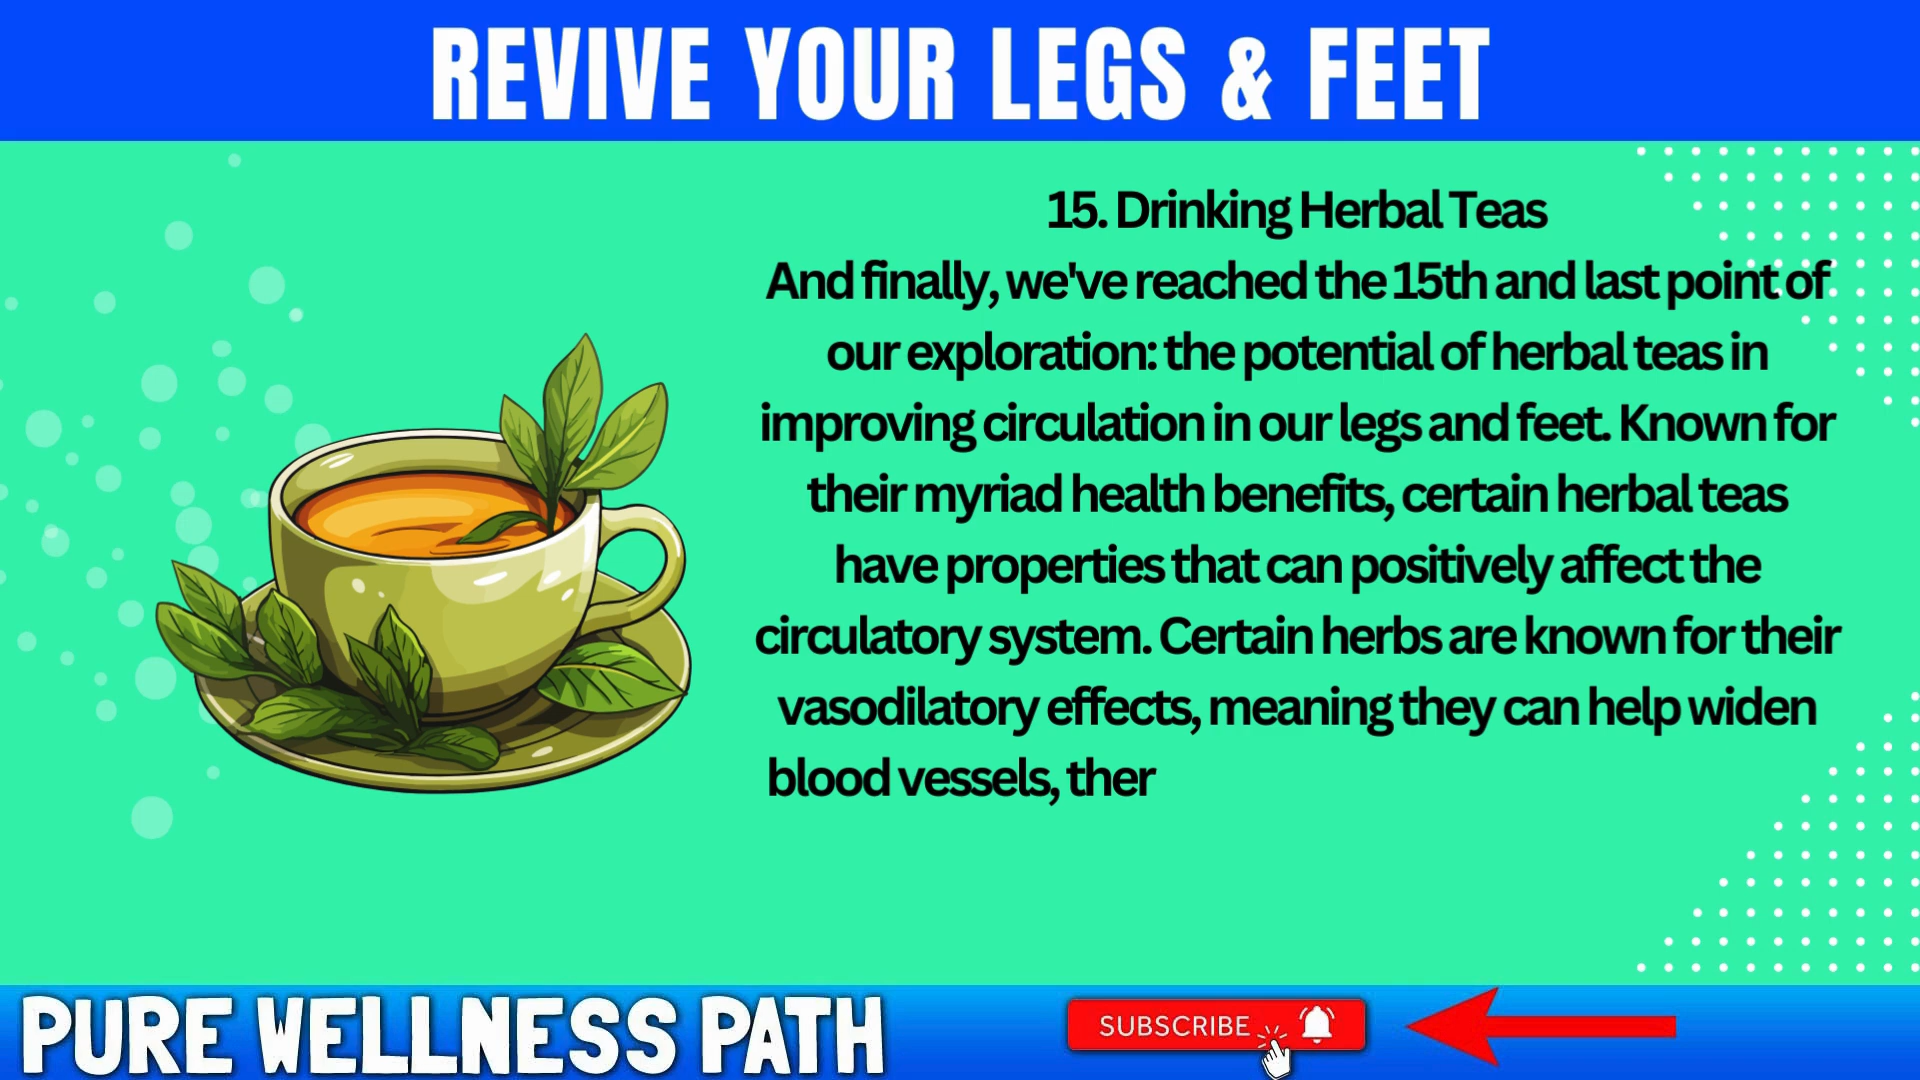 REVIVE YOUR LEGS & FEET
15. Drinking Herbal Teas
And finally, we've reached the 15th and last point of
our exploration: the potential of herbal teas in
improving circulation in our legs and feet. Known for
their myriad health benefits, certain herbal teas
have properties that can positively affect the
circulatory system. Certain herbs are known for their
vasodilatory effects, meaning they can help widen
blood vessels, ther
PURE WELLNESS PATH
SUBSCRIBE